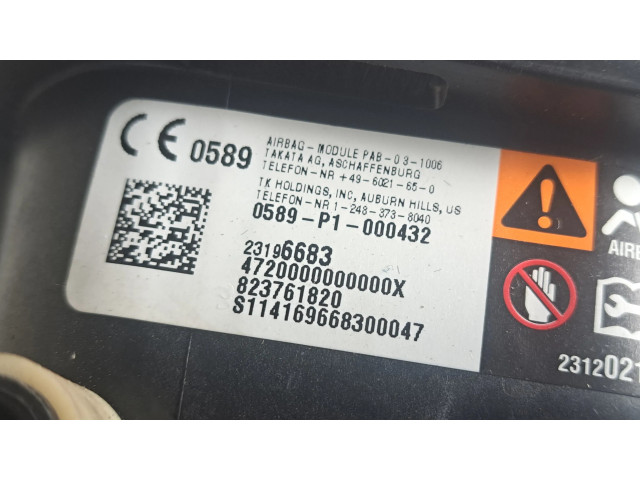 CE 0589
AIRBAG-MODULE PAB-03-1006
TAKATA AG, ASCHAFFENBURG
TELEFON-NR +49-6021-65-0
TK HOLDINGS, INC, AUBURN HILLS, US
TELEFON-NR 1-248-373-8040
0589-P1-000432
23196683
4720000000000X
823761820
S114169668300047
AIRB
2312021